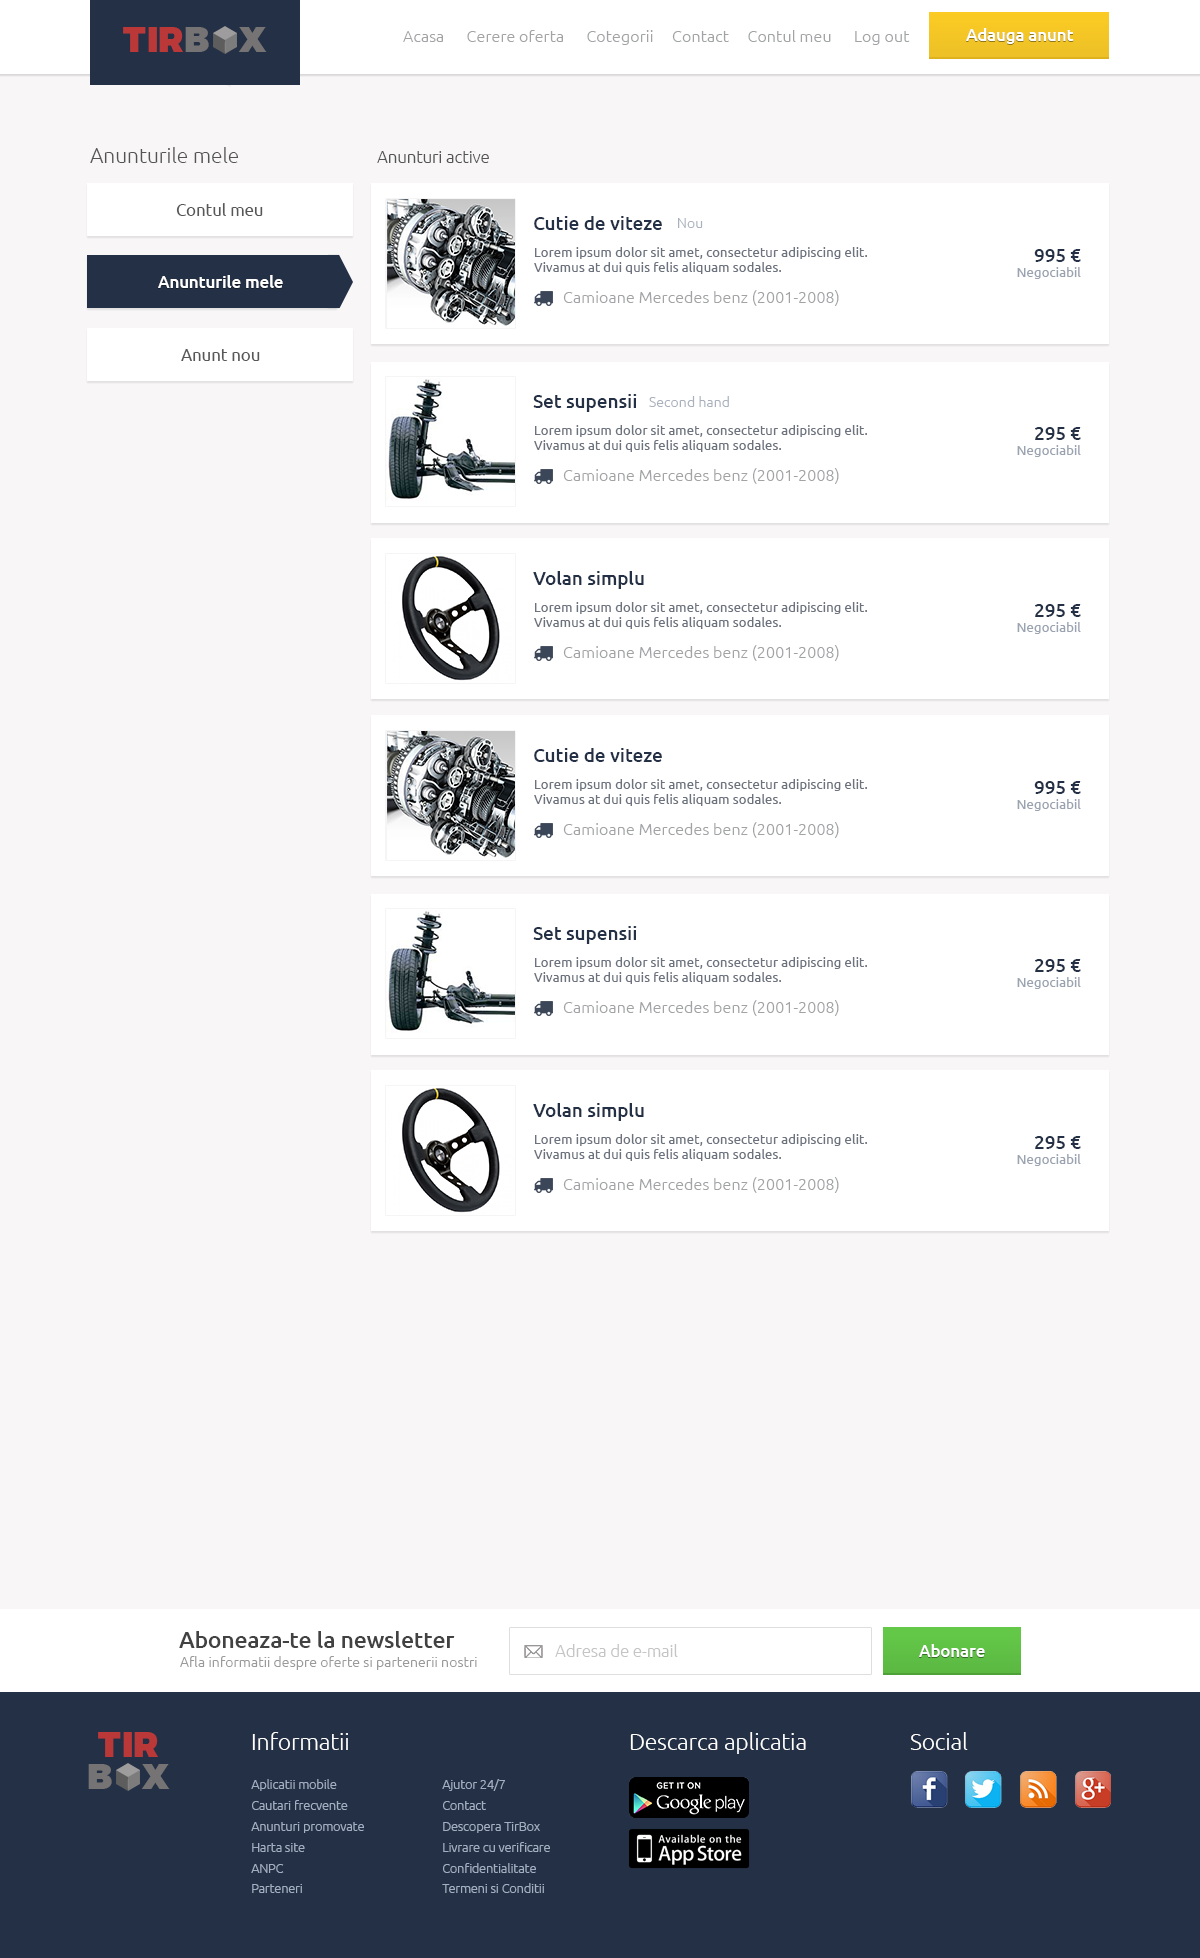 TIRBOX
Acasa Cerere oferta Cotegorii Contact Contul meu Log out Adauga anunt
Anunturile mele
Contul meu
Anunturile mele
Anunt nou
Anunturi active
Cutie de viteze Nou
Lorem ipsum dolor sit amet, consectetur adipiscing elit.
Vivamus at dui quis felis aliquam sodales.
Camioane Mercedes benz (2001-2008)
995 €
Negociabil
Set supensii Second hand
Lorem ipsum dolor sit amet, consectetur adipiscing elit.
Vivamus at dui quis felis aliquam sodales.
Camioane Mercedes benz (2001-2008)
295 €
Negociabil
Volan simplu
Lorem ipsum dolor sit amet, consectetur adipiscing elit.
Vivamus at dui quis felis aliquam sodales.
Camioane Mercedes benz (2001-2008)
295 €
Negociabil
Cutie de viteze
Lorem ipsum dolor sit amet, consectetur adipiscing elit.
Vivamus at dui quis felis aliquam sodales.
Camioane Mercedes benz (2001-2008)
995 €
Negociabil
Set supensii
Lorem ipsum dolor sit amet, consectetur adipiscing elit.
Vivamus at dui quis felis aliquam sodales.
Camioane Mercedes benz (2001-2008)
295 €
Negociabil
Volan simplu
Lorem ipsum dolor sit amet, consectetur adipiscing elit.
Vivamus at dui quis felis aliquam sodales.
Camioane Mercedes benz (2001-2008)
295 €
Negociabil
Aboneaza-te la newsletter
Afla informatii despre oferte si partenerii nostri
Adresa de e-mail
Abonare
TIR
BOX
Informatii
Aplicatii mobile
Cautari frecvente
Anunturi promovate
Harta site
ANPC
Parteneri
Ajutor 24/7
Contact
Descopera TirBox
Livrare cu verificare
Confidentialitate
Termeni si Conditii
Descarca aplicatia
GET IT ON
Google play
Available on the
App Store
Social
f
g+